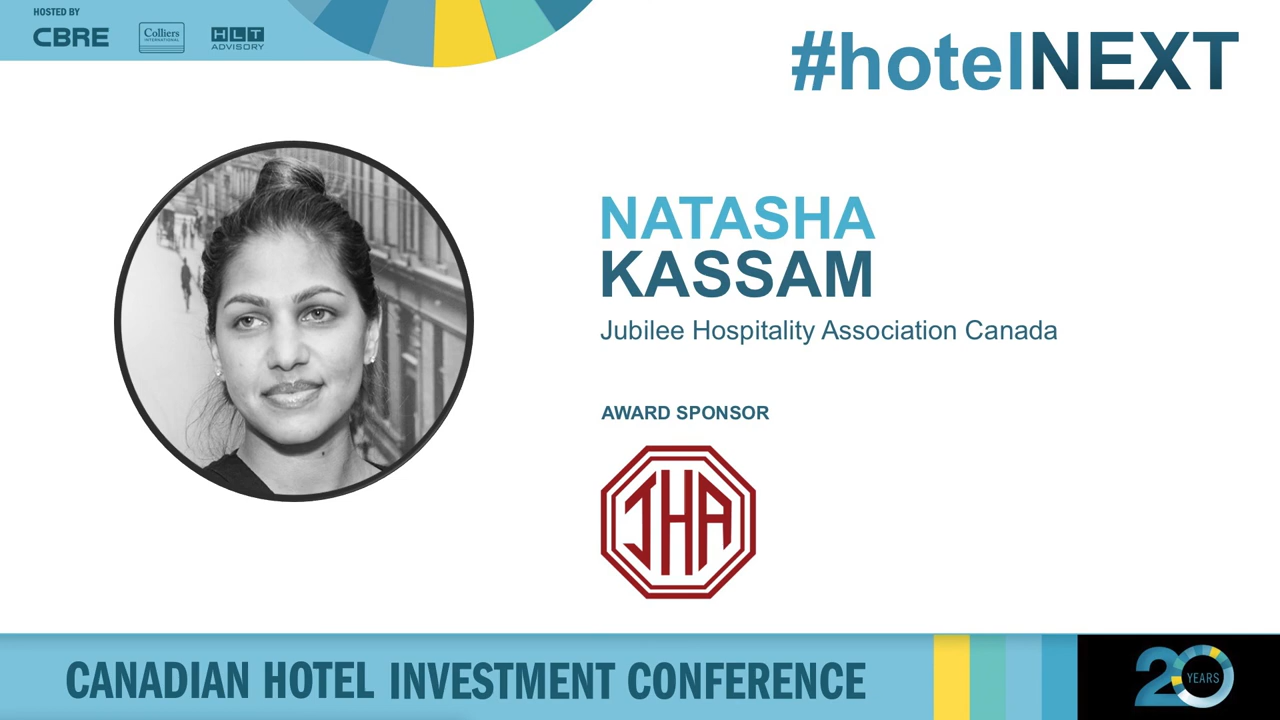 HOSTED BY
CBRE
Colliers
INTERNATIONAL
HLT
ADVISORY
#hotelNEXT
NATASHA
KASSAM
Jubilee Hospitality Association Canada
AWARD SPONSOR
JHA
CANADIAN HOTEL INVESTMENT CONFERENCE
20
YEARS